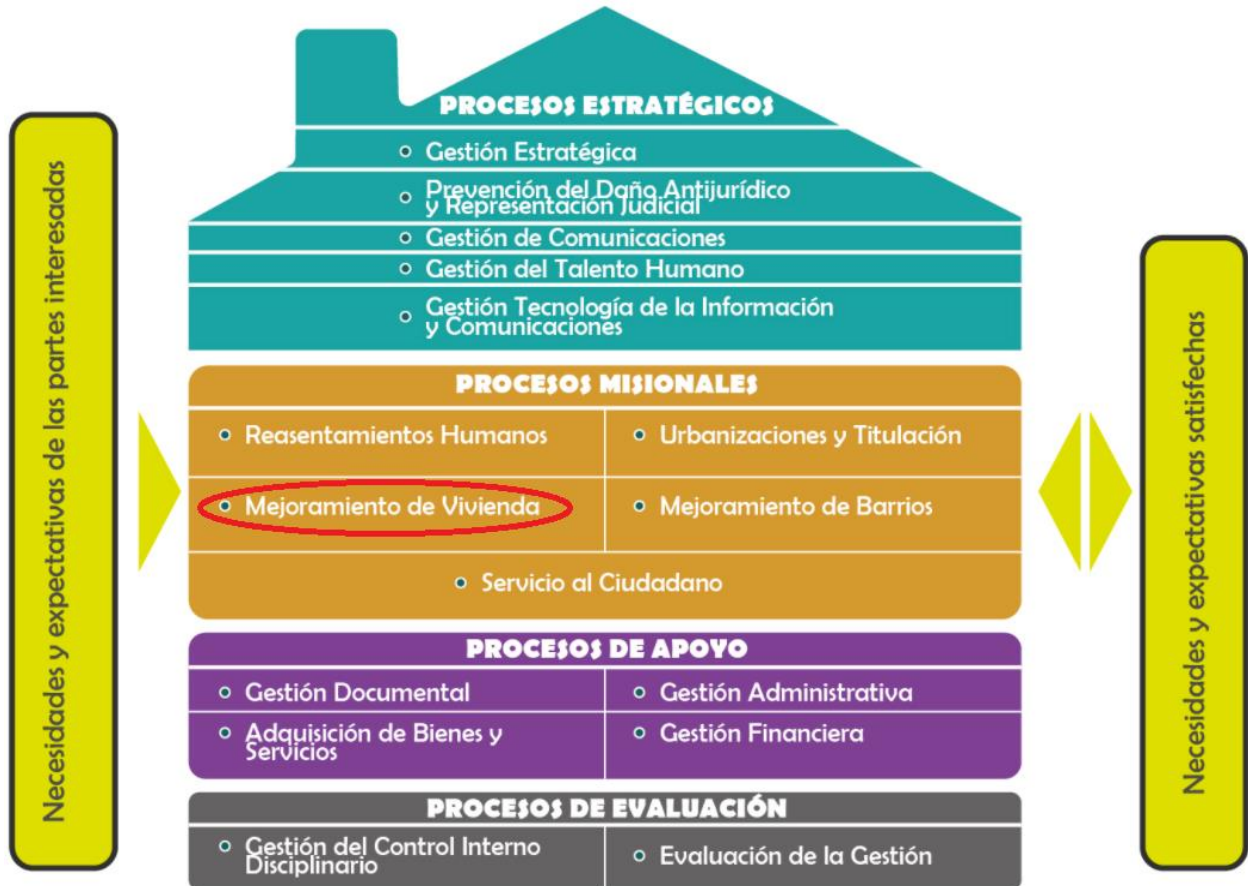 Necesidades y expectativas de las partes interesadas
PROCESOS ESTRATÉGICOS
• Gestión Estratégica
• Prevención del Daño Antijurídico
y Representación Judicial
• Gestión de Comunicaciones
• Gestión del Talento Humano
• Gestión Tecnología de la Información
y Comunicaciones
PROCESOS MISIONALES
• Reasentamientos Humanos
• Urbanizaciones y Titulación
• Mejoramiento de Vivienda
• Mejoramiento de Barrios
• Servicio al Ciudadano
PROCESOS DE APOYO
• Gestión Documental
• Gestión Administrativa
• Adquisición de Bienes y
Servicios
• Gestión Financiera
PROCESOS DE EVALUACIÓN
• Gestión del Control Interno
Disciplinario
• Evaluación de la Gestión
Necesidades y expectativas satisfechas